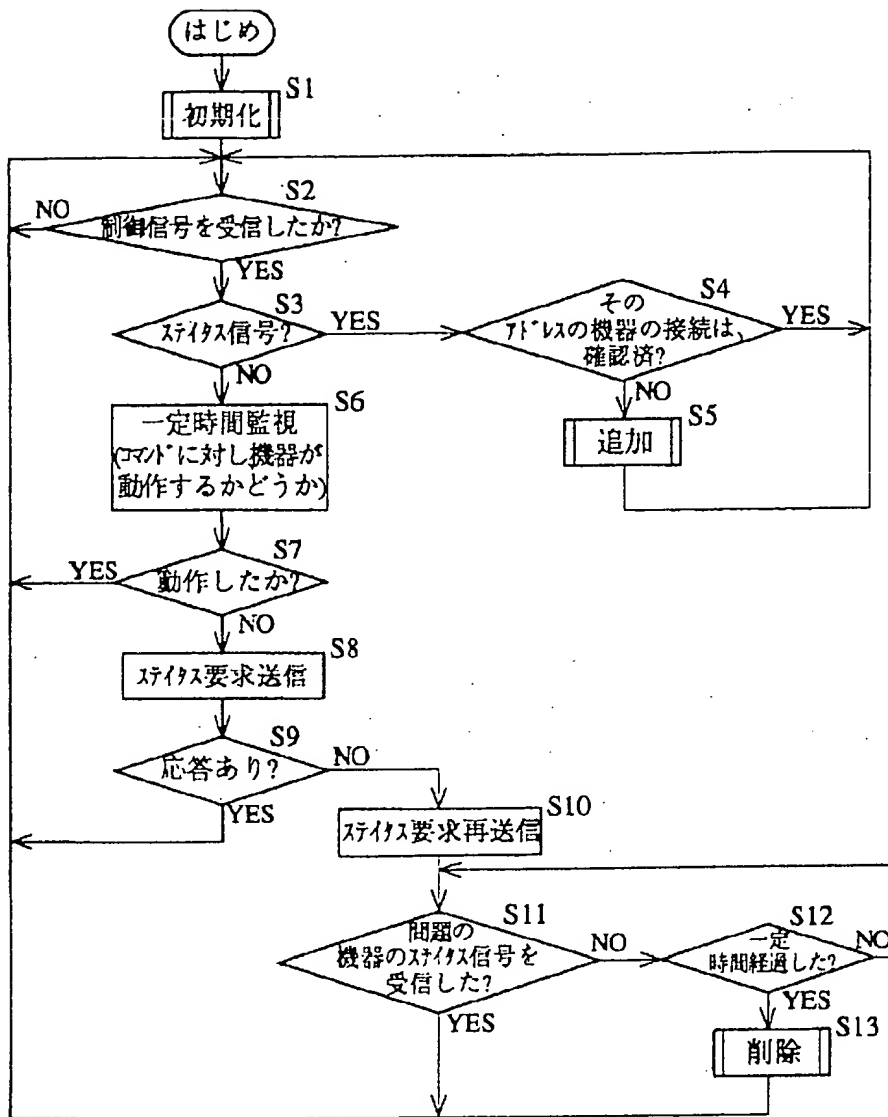 はじめ
S1
初期化
S2
NO
制御信号を受信したか?
YES
S3
ステイタス信号?
YES
S4
その
アドレスの機器の接続は、
確認済?
YES
NO
NO
S5
追加
S6
一定時間監視
(コマンドに対し、機器が
動作するかどうか)
S7
YES
動作したか?
NO
S8
ステイタス要求送信
S9
応答あり?
NO
YES
S10
ステイタス要求再送信
S11
問題の
機器のステイタス信号を
受信した?
NO
YES
S12
一定
時間経過した?
NO
YES
S13
削除